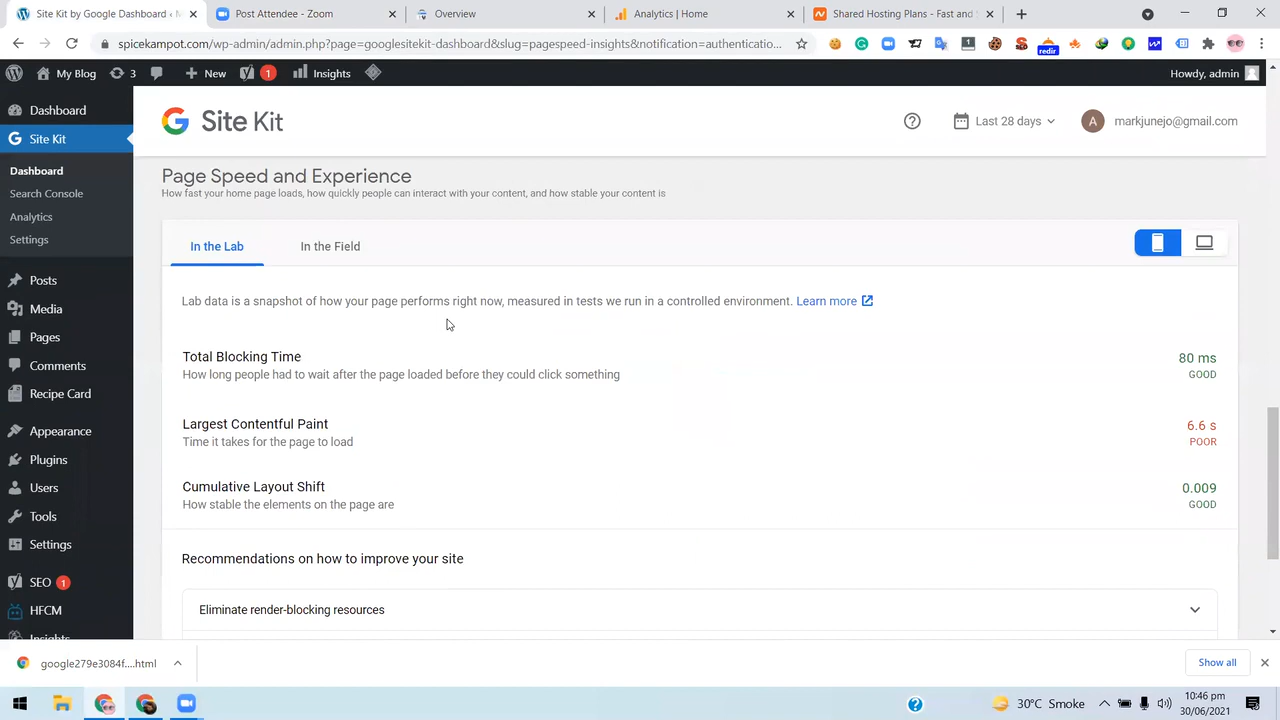 Site Kit by Google Dashboard ‹
Post Attendee - Zoom
Overview
Analytics | Home
Shared Hosting Plans - Fast and
spicekampot.com/wp-admin/admin.php?page=googlesitekit-dashboard&slug=pagespeed-insights&notification=authenticatio...
redir
My Blog
3
New
1
Insights
Howdy, admin
Dashboard
Site Kit
Dashboard
Search Console
Analytics
Settings
Posts
Media
Pages
Comments
Recipe Card
Appearance
Plugins
Users
Tools
Settings
SEO 1
HFCM
Insights
Site Kit
Last 28 days
A
markjunejo@gmail.com
Page Speed and Experience
How fast your home page loads, how quickly people can interact with your content, and how stable your content is
In the Lab
In the Field
Lab data is a snapshot of how your page performs right now, measured in tests we run in a controlled environment. Learn more
Total Blocking Time
80 ms
How long people had to wait after the page loaded before they could click something
GOOD
Largest Contentful Paint
6.6 s
Time it takes for the page to load
POOR
Cumulative Layout Shift
0.009
How stable the elements on the page are
GOOD
Recommendations on how to improve your site
Eliminate render-blocking resources
google279e3084f....html
Show all
30°C Smoke
10:46 pm
30/06/2021